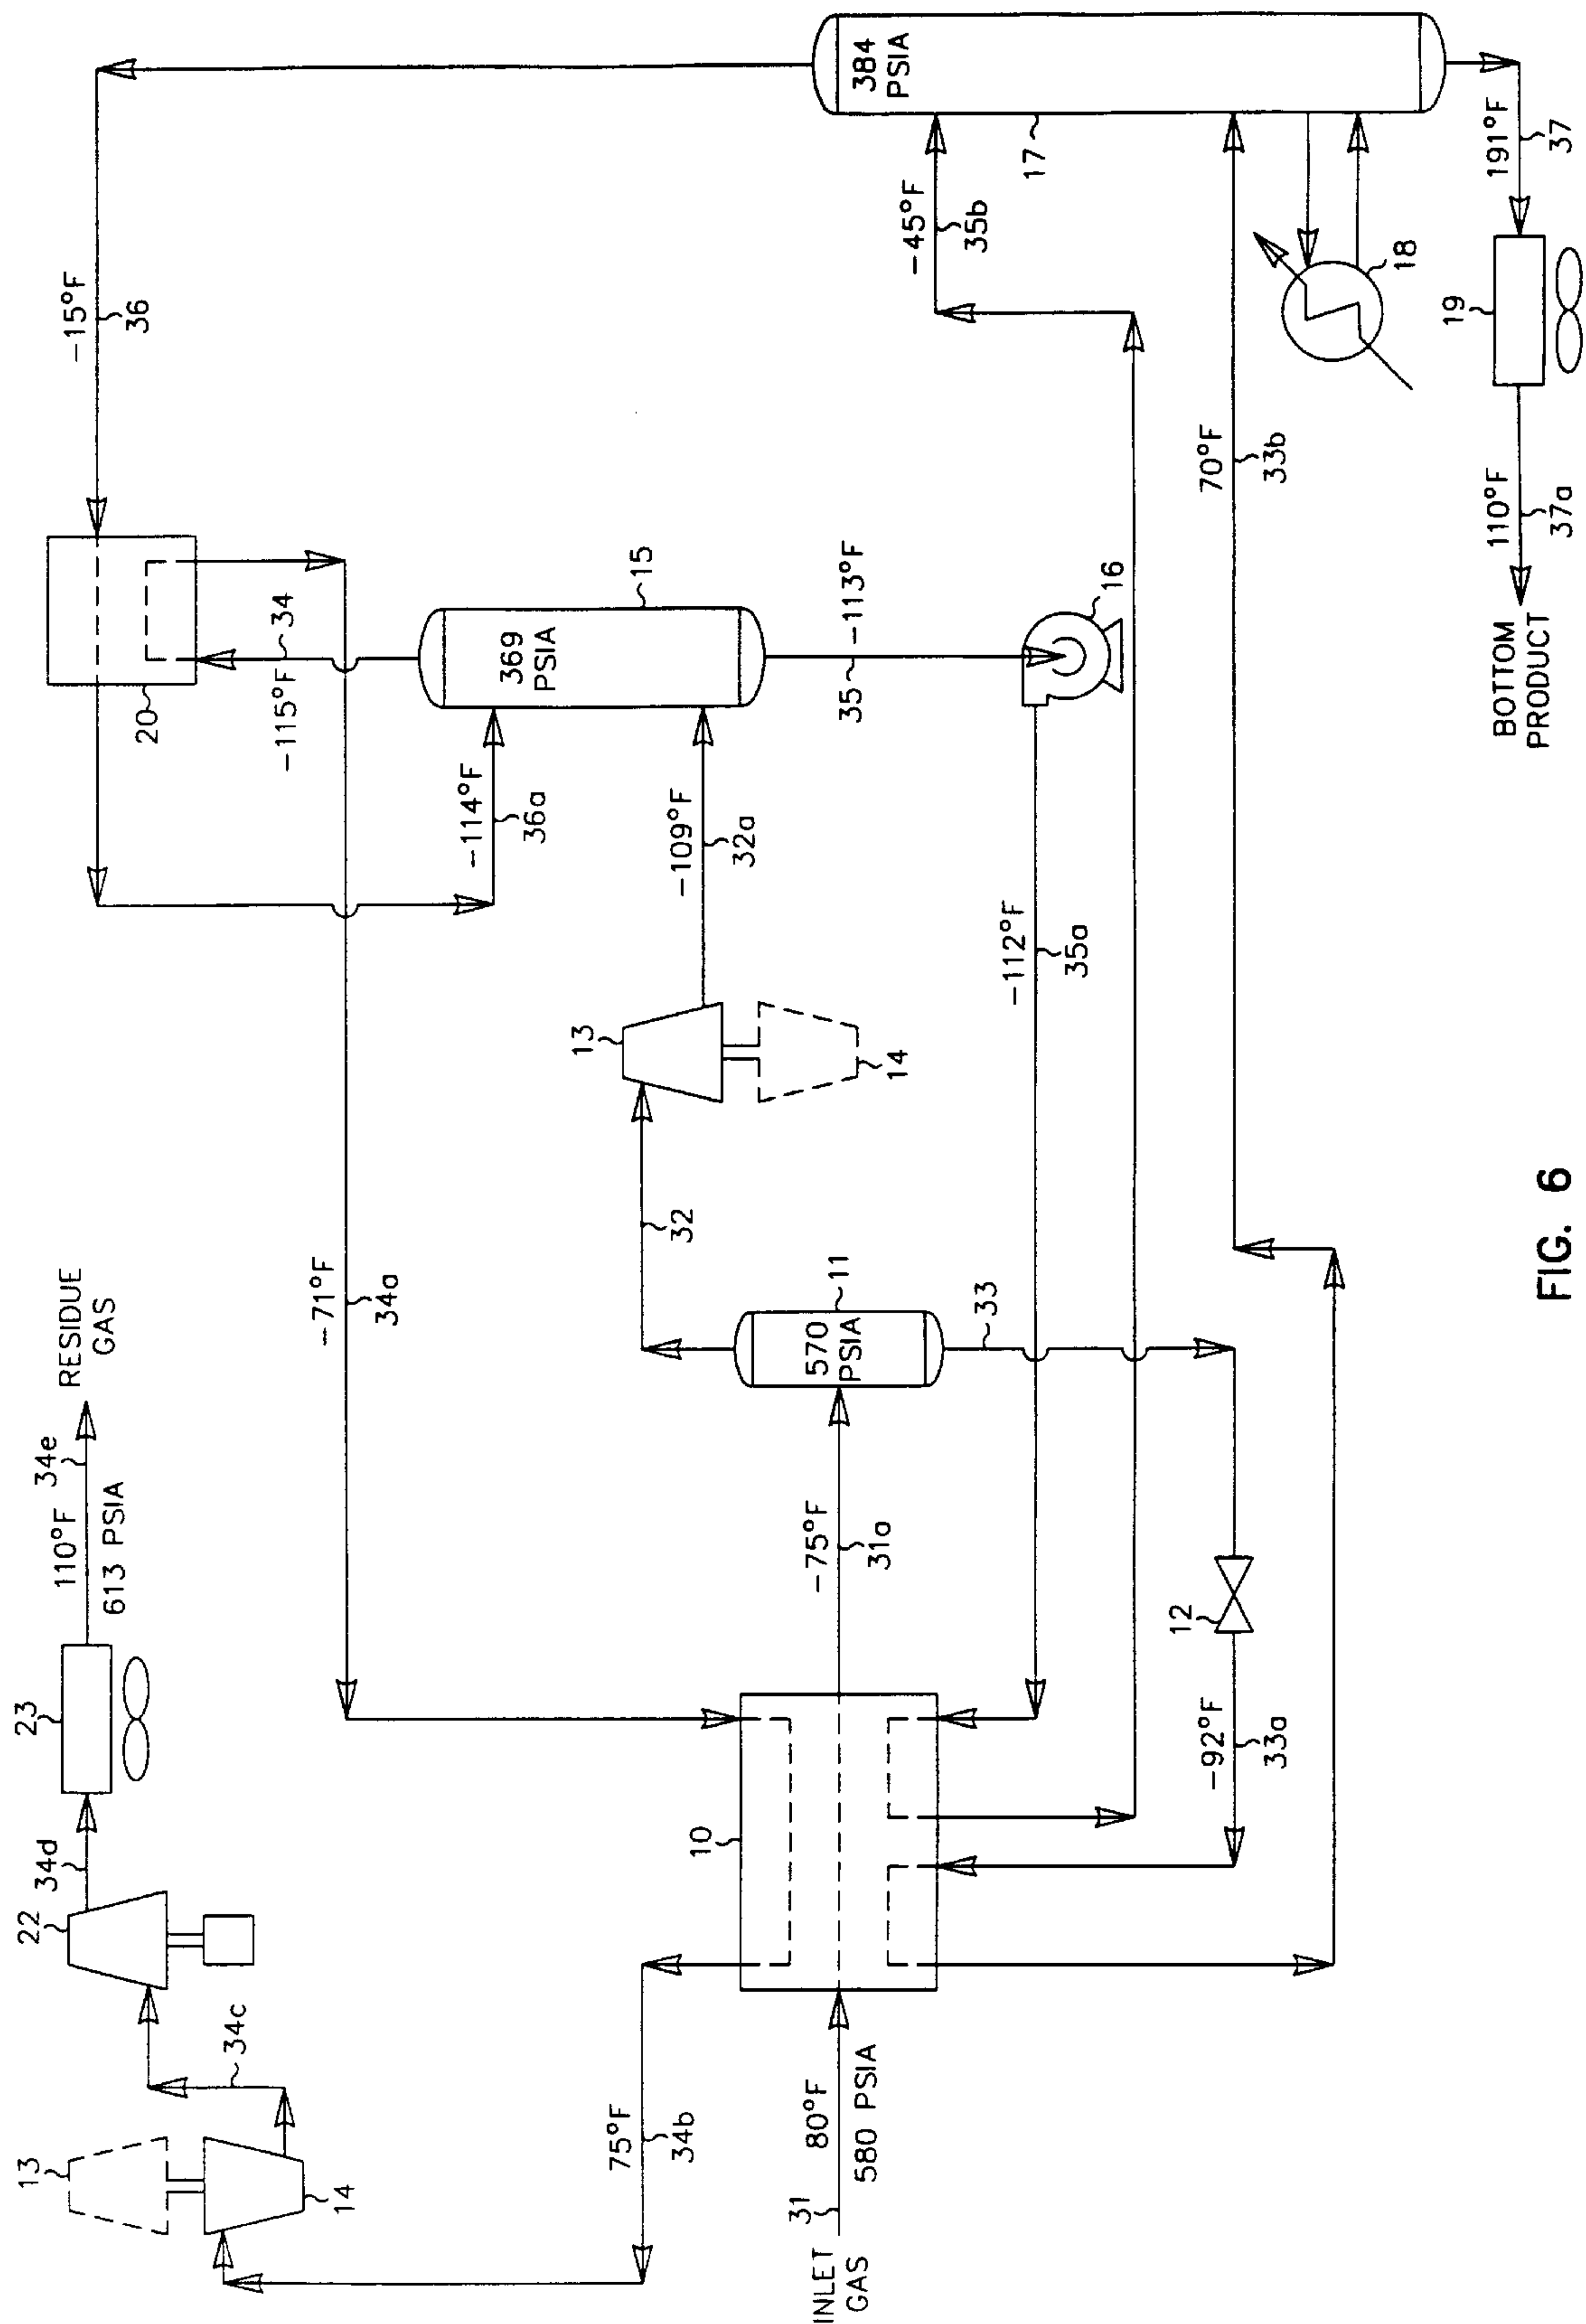 RESIDUE
GAS
110°F
34e
613 PSIA
23
34d
22
34c
13
14
75°F
34b
INLET
GAS
31
80°F
580 PSIA
10
-75°F
31a
570
PSIA
11
32
33
12
-92°F
33a
-71°F
34a
13
14
-109°F
32a
-112°F
35a
-114°F
36a
20
-115°F
34
369
PSIA
15
35
-113°F
16
-15°F
36
384
PSIA
17
-45°F
35b
70°F
33b
18
191°F
37
19
110°F
37a
BOTTOM
PRODUCT
FIG. 6